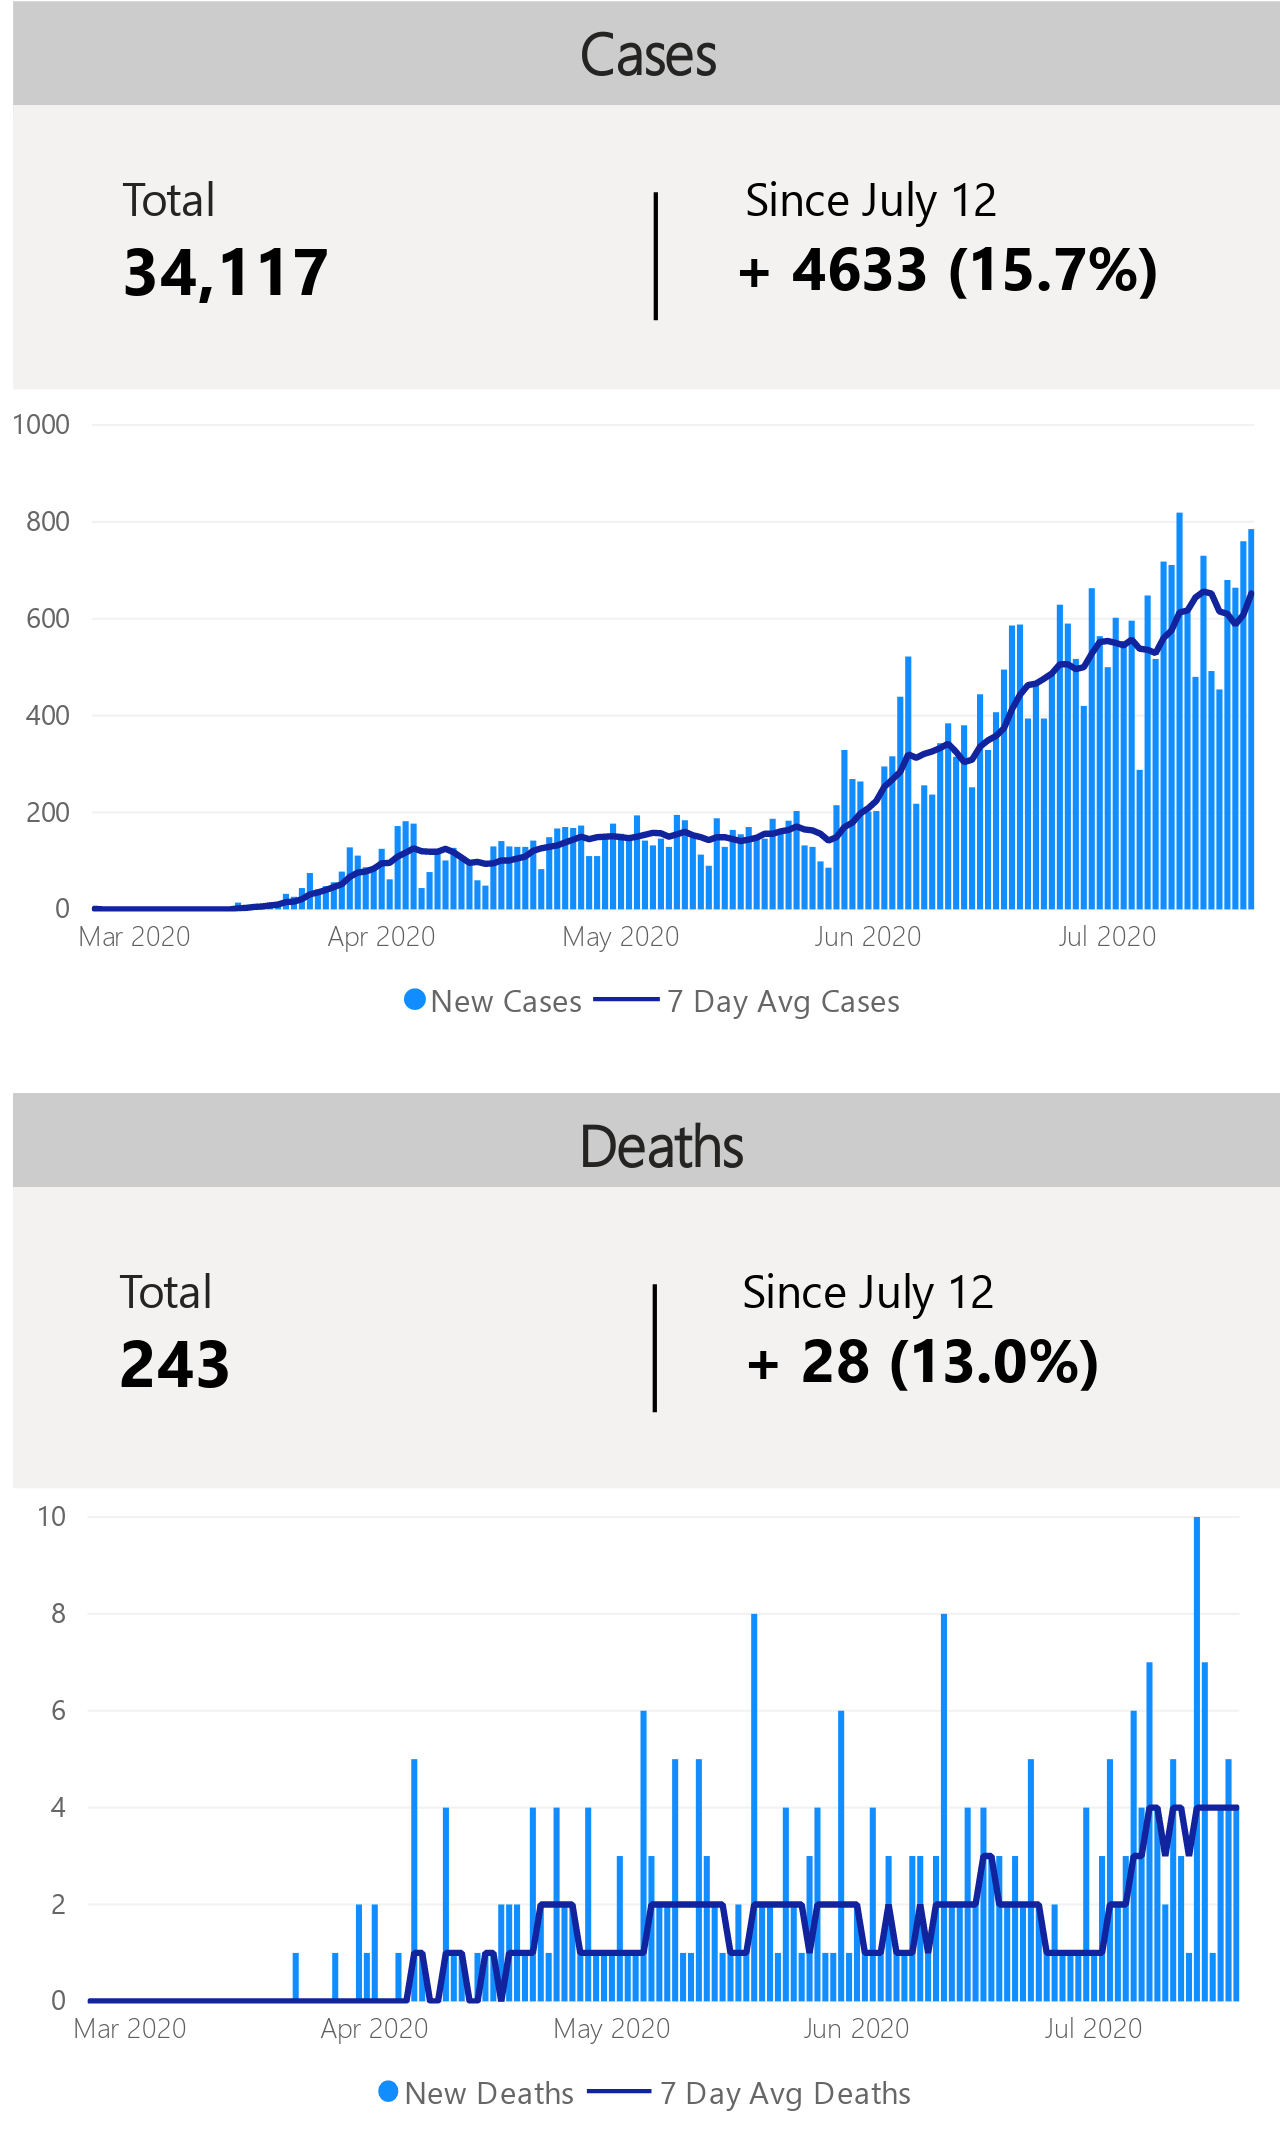 Cases
Total
Since July 12
34,117
+ 4633 (15.7%)
1000
800
600
400
200
0
Mar 2020 Apr 2020 May 2020 Jun 2020 Jul 2020
New Cases 7 Day Avg Cases
Deaths
Total
Since July 12
243
+ 28 (13.0%)
10
8
6
4
2
0
Mar 2020 Apr 2020 May 2020 Jun 2020 Jul 2020
New Deaths 7 Day Avg Deaths